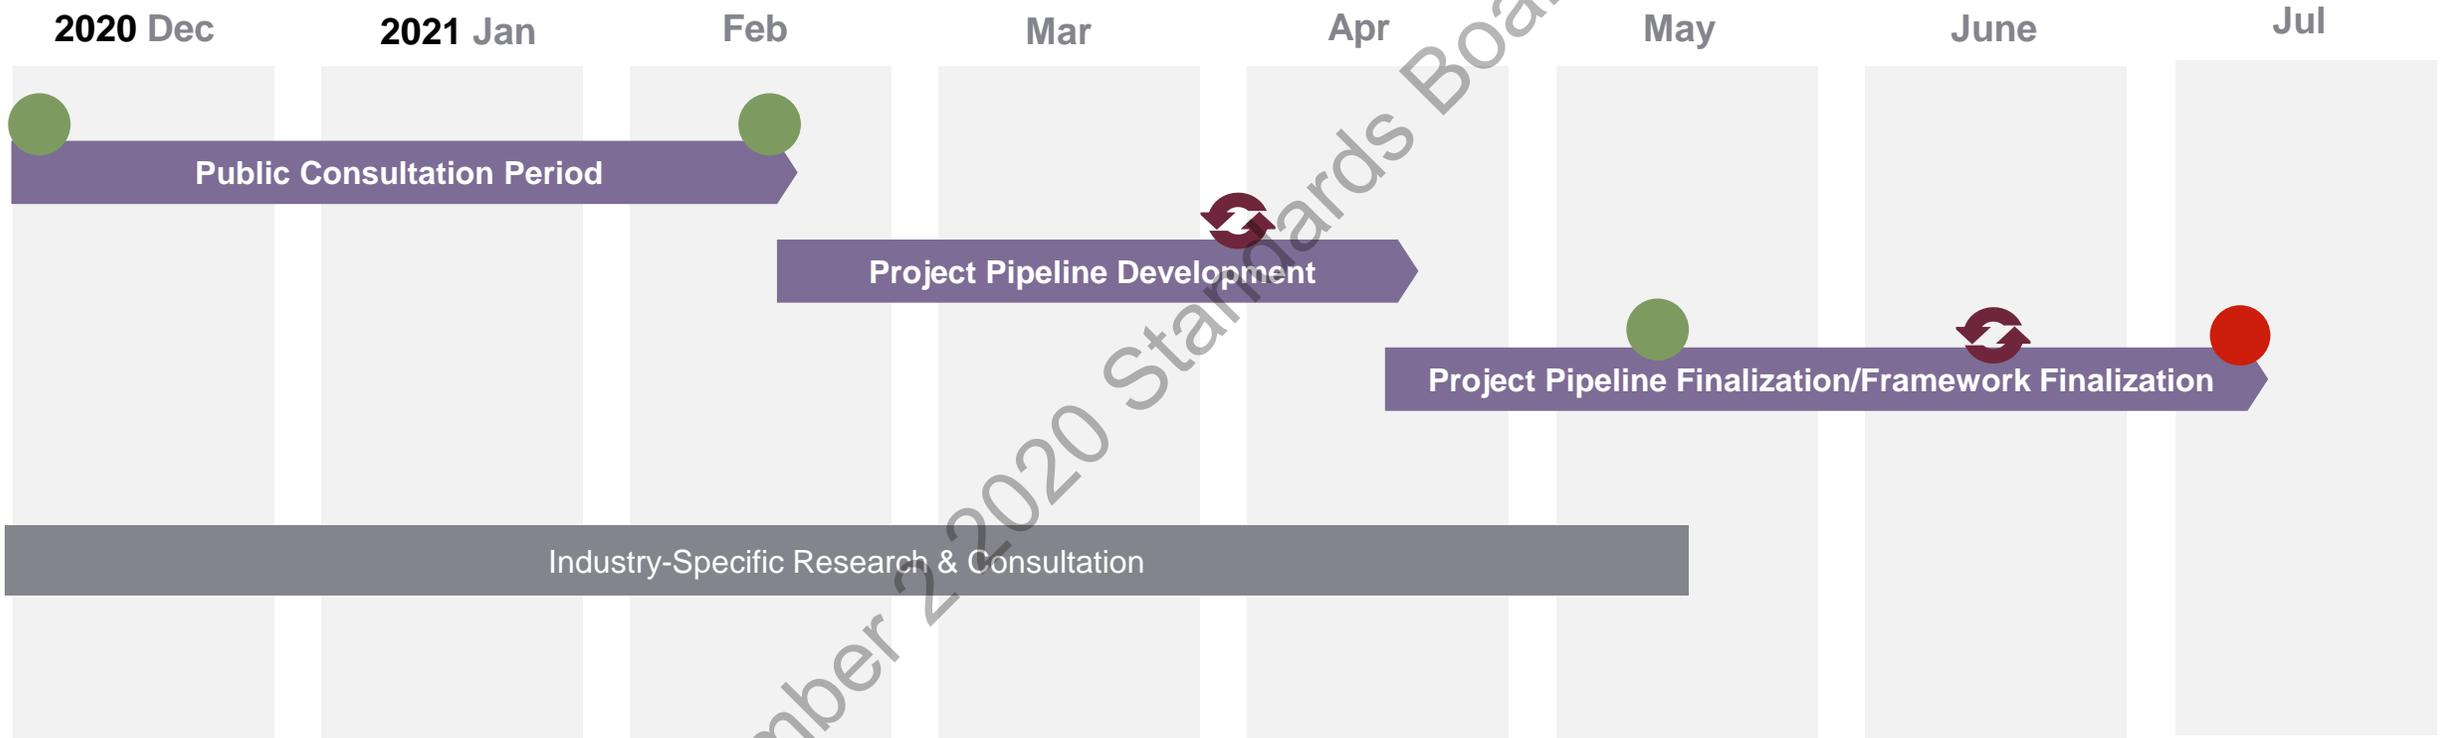 2020 Dec
2021 Jan
Feb
Mar
Apr
May
June
Jul
Public Consultation Period
Project Pipeline Development
Project Pipeline Finalization/Framework Finalization
Industry-Specific Research & Consultation
2 2020 Standards